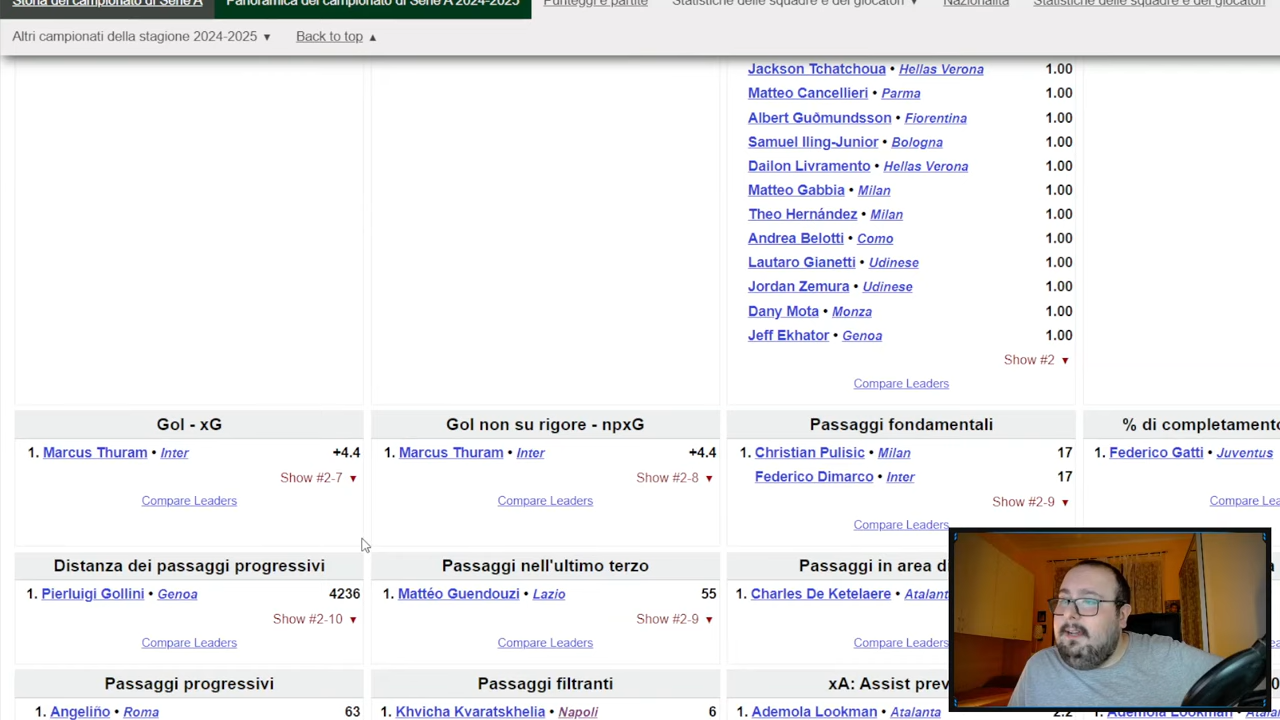 Storia del campionato di Serie A Panoramica del campionato di Serie A 2024-2025 Punteggi e partite Statistiche delle squadre e dei giocatori ▼ Nazionalità Statistiche delle squadre e dei giocatori
Altri campionati della stagione 2024-2025 ▼ Back to top ▲
Jackson Tchatchoua • Hellas Verona 1.00
Matteo Cancellieri • Parma 1.00
Albert Guðmundsson • Fiorentina 1.00
Samuel Iling-Junior • Bologna 1.00
Dailon Livramento • Hellas Verona 1.00
Matteo Gabbia • Milan 1.00
Theo Hernández • Milan 1.00
Andrea Belotti • Como 1.00
Lautaro Gianetti • Udinese 1.00
Jordan Zemura • Udinese 1.00
Dany Mota • Monza 1.00
Jeff Ekhator • Genoa 1.00
Show #2 ▼
Compare Leaders
Gol - xG Gol non su rigore - npxG Passaggi fondamentali % di completamento
1. Marcus Thuram • Inter +4.4 1. Marcus Thuram • Inter +4.4 1. Christian Pulisic • Milan 17 1. Federico Gatti • Juventus
Show #2-7 ▼ Show #2-8 ▼ Federico Dimarco • Inter 17
Compare Leaders Compare Leaders Show #2-9 ▼ Compare Lea
Compare Leaders
Distanza dei passaggi progressivi Passaggi nell'ultimo terzo Passaggi in area di
1. Pierluigi Gollini • Genoa 4236 1. Mattéo Guendouzi • Lazio 55 1. Charles De Ketelaere • Atalant
Show #2-10 ▼ Show #2-9 ▼
Compare Leaders Compare Leaders Compare Leaders
Passaggi progressivi Passaggi filtranti xA: Assist prev
1. Angeliño • Roma 63 1. Khvicha Kvaratskhelia • Napoli 6 1. Ademola Lookman • Atalanta 2.2 1. Ademola Lookman • Atalanta